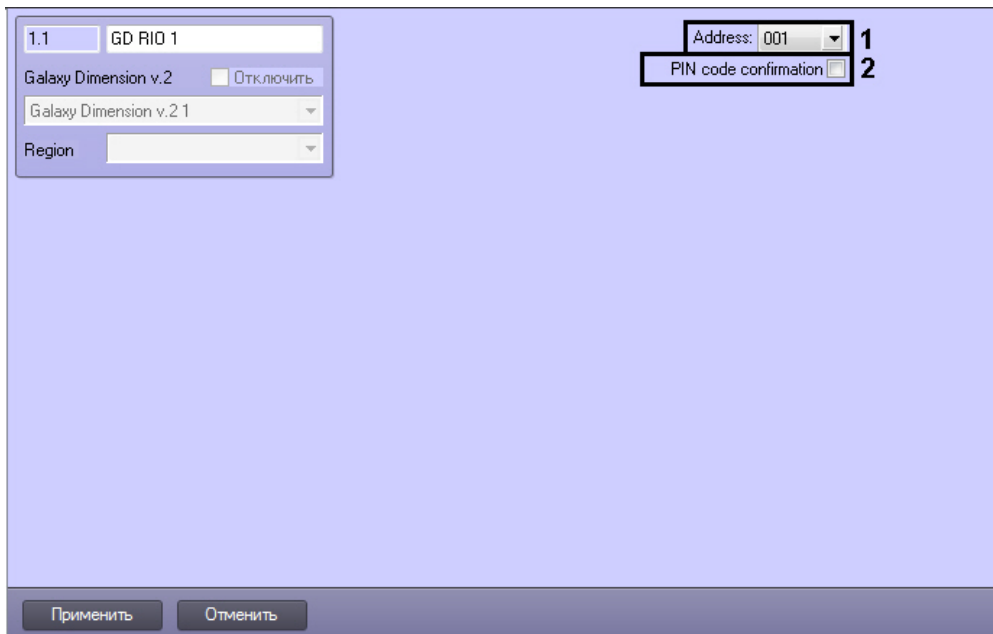 1.1 GD RIO 1
Galaxy Dimension v.2 Отключить
Galaxy Dimension v.2 1
Region
Address: 001 1
PIN code confirmation 2
Применить Отменить